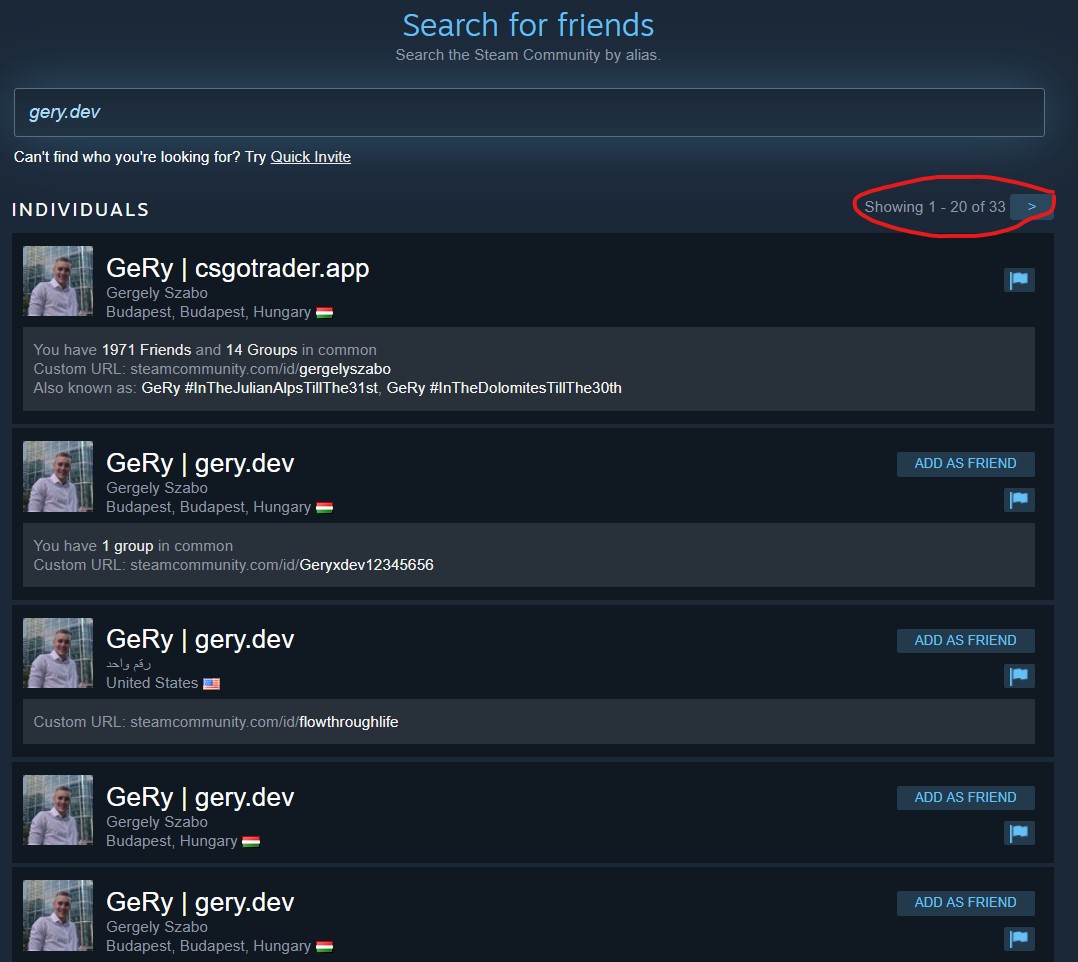 Search for friends
Search the Steam Community by alias.
gery.dev
Can't find who you're looking for? Try Quick Invite
INDIVIDUALS
Showing 1 - 20 of 33 >
GeRy | csgotrader.app
Gergely Szabo
Budapest, Budapest, Hungary
You have 1971 Friends and 14 Groups in common
Custom URL: steamcommunity.com/id/gergelyszabo
Also known as: GeRy #InTheJulianAlpsTillThe31st, GeRy #InTheDolomitesTillThe30th
GeRy | gery.dev
ADD AS FRIEND
Gergely Szabo
Budapest, Budapest, Hungary
You have 1 group in common
Custom URL: steamcommunity.com/id/Geryxdev12345656
GeRy | gery.dev
ADD AS FRIEND
رقم واحد
United States
Custom URL: steamcommunity.com/id/flowthroughlife
GeRy | gery.dev
ADD AS FRIEND
Gergely Szabo
Budapest, Hungary
GeRy | gery.dev
ADD AS FRIEND
Gergely Szabo
Budapest, Budapest, Hungary